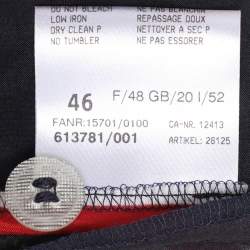 DO NOT BLEACH NE PAS BLANCHIR
LOW IRON REPASSAGE DOUX
DRY CLEAN P NETTOYER A SEC P
NO TUMBLER NE PAS ESSORER
46 F/48 GB/20 I/52
FANR:15701/0100 CA-NR. 12413
613781/001 ARTIKEL: 26125